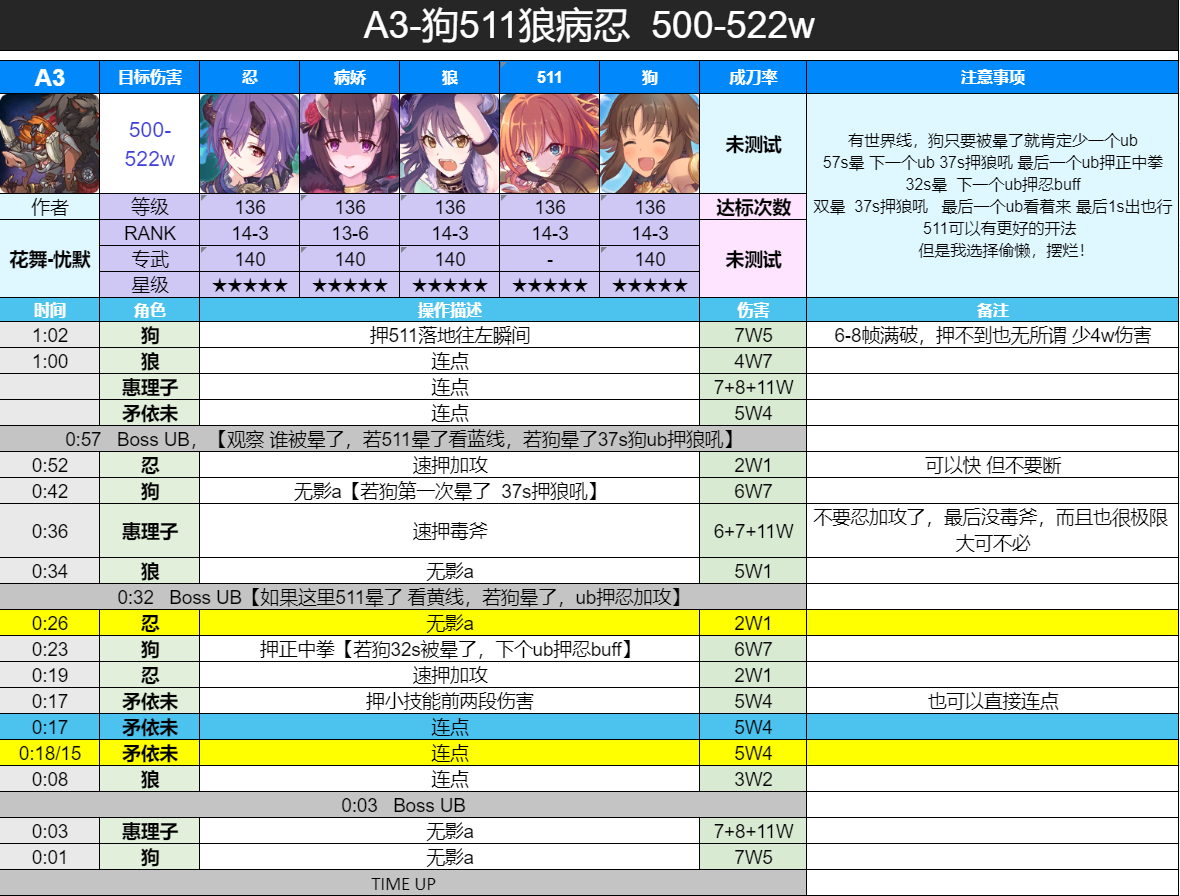 A3-狗511狼病忍  500-522w
A3 目标伤害 忍 病娇 狼 511 狗 成刀率 注意事项
500-
522w
未测试
有世界线，狗只要被晕了就肯定少一个ub
57s晕 下一个ub 37s押狼吼 最后一个ub押正中拳
32s晕  下一个ub押忍buff
双晕  37s押狼吼   最后一个ub看着来 最后1s出也行
511可以有更好的开法
但是我选择偷懒，摆烂！
作者 等级 136 136 136 136 136 达标次数
花舞-忧默
RANK 14-3 13-6 14-3 14-3 14-3
未测试
专武 140 140 140 - 140
星级 ★★★★★ ★★★★★ ★★★★★ ★★★★★ ★★★★★
时间 角色 操作描述 伤害 备注
1:02 狗 押511落地往左瞬间 7W5 6-8帧满破，押不到也无所谓 少4w伤害
1:00 狼 连点 4W7
惠理子 连点 7+8+11W
矛依未 连点 5W4
0:57   Boss UB，【观察 谁被晕了，若511晕了看蓝线，若狗晕了37s狗ub押狼吼】
0:52 忍 速押加攻 2W1 可以快 但不要断
0:42 狗 无影a【若狗第一次晕了  37s押狼吼】 6W7
0:36 惠理子 速押毒斧 6+7+11W 不要忍加攻了，最后没毒斧，而且也很极限
大可不必
0:34 狼 无影a 5W1
0:32   Boss UB【如果这里511晕了 看黄线，若狗晕了，ub押忍加攻】
0:26 忍 无影a 2W1
0:23 狗 押正中拳【若狗32s被晕了，下个ub押忍buff】 6W7
0:19 忍 速押加攻 2W1
0:17 矛依未 押小技能前两段伤害 5W4 也可以直接连点
0:17 矛依未 连点 5W4
0:18/15 矛依未 连点 5W4
0:08 狼 连点 3W2
0:03   Boss UB
0:03 惠理子 无影a 7+8+11W
0:01 狗 无影a 7W5
TIME UP